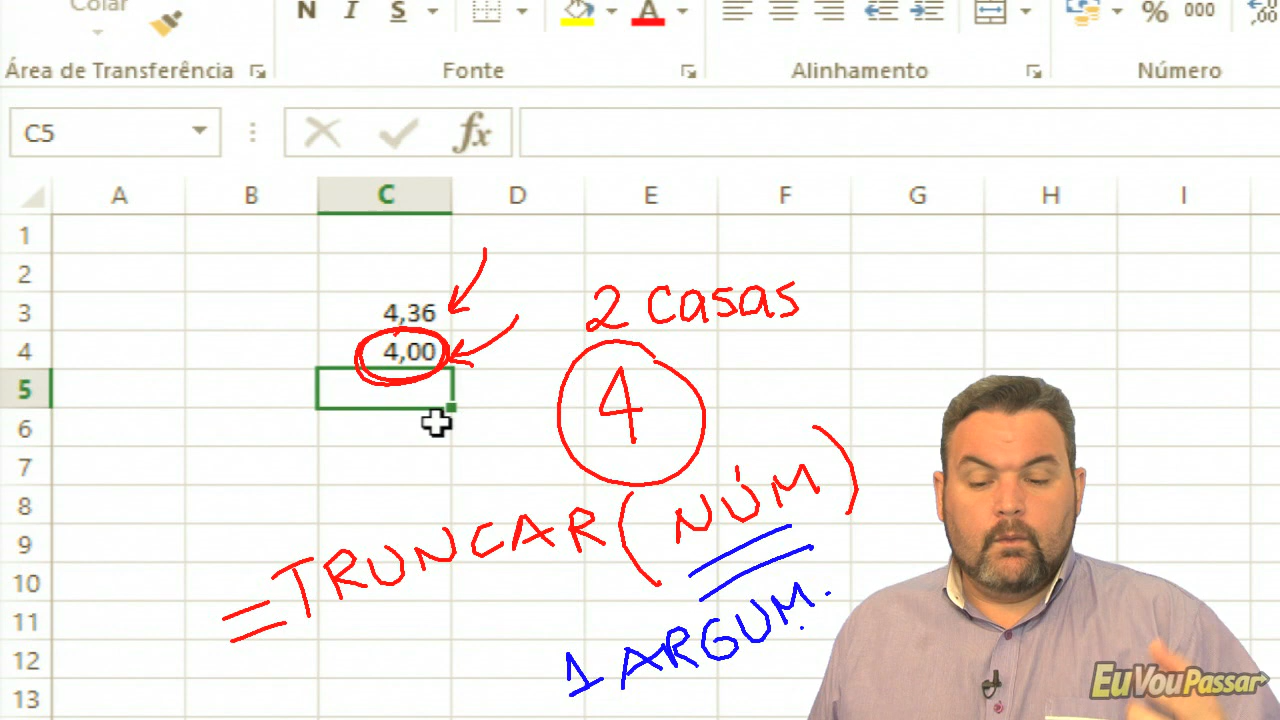 Colar
N I S A % 000
,00
Área de Transferência Fonte Alinhamento Número
C5 fx
A B C D E F G H I
1
2
3 4,36 2 casas
4 4,00
5 4
6
7
8
9
10
11
12
13
=TRUNCAR(NÚM)
1 ARGUM.
EuVouPassar